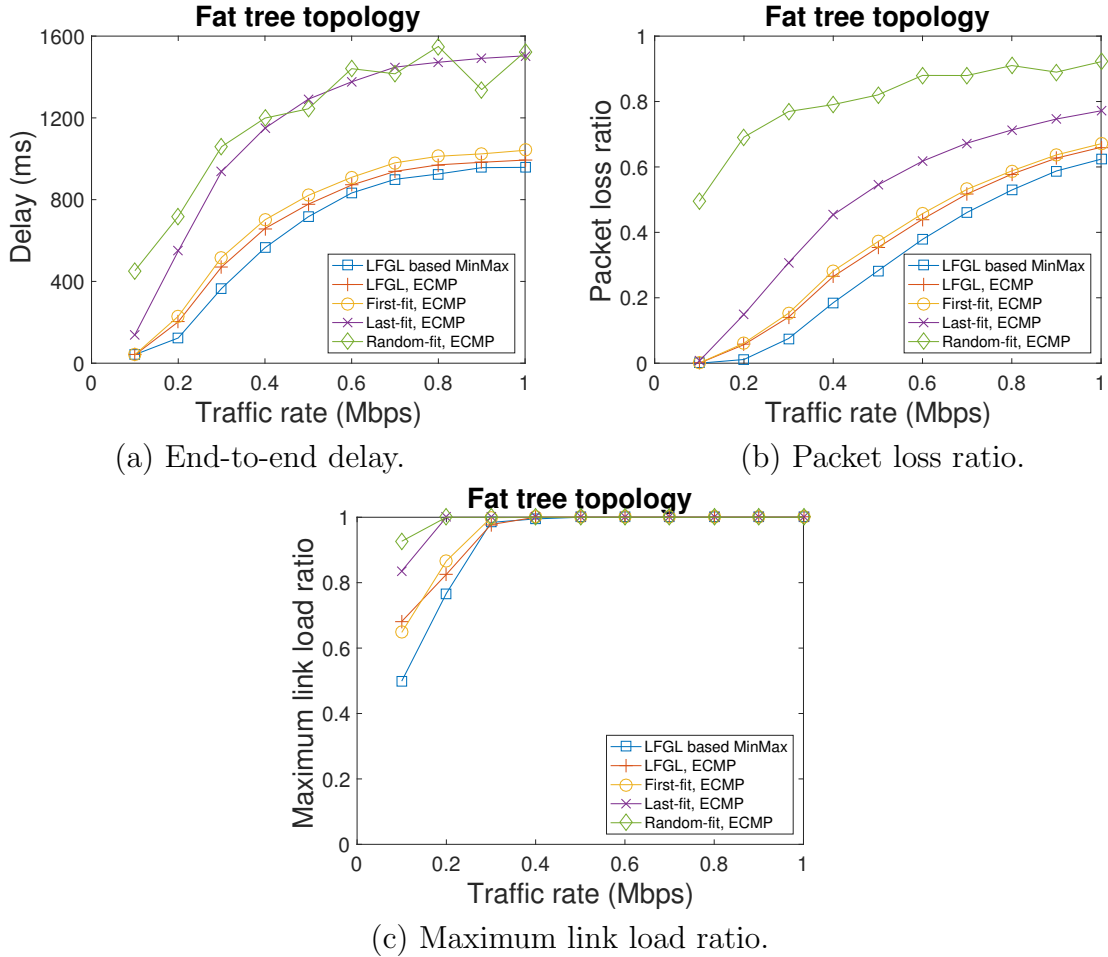 Fat tree topology
1600
1200
800
400
0
0
0.2
0.4
0.6
0.8
1
Delay (ms)
Traffic rate (Mbps)
LFGL based MinMax
LFGL, ECMP
First-fit, ECMP
Last-fit, ECMP
Random-fit, ECMP
(a) End-to-end delay.
Fat tree topology
1
0.8
0.6
0.4
0.2
0
0
0.2
0.4
0.6
0.8
1
Packet loss ratio
Traffic rate (Mbps)
LFGL based MinMax
LFGL, ECMP
First-fit, ECMP
Last-fit, ECMP
Random-fit, ECMP
(b) Packet loss ratio.
Fat tree topology
1
0.8
0.6
0.4
0.2
0
0
0.2
0.4
0.6
0.8
1
Maximum link load ratio
Traffic rate (Mbps)
LFGL based MinMax
LFGL, ECMP
First-fit, ECMP
Last-fit, ECMP
Random-fit, ECMP
(c) Maximum link load ratio.